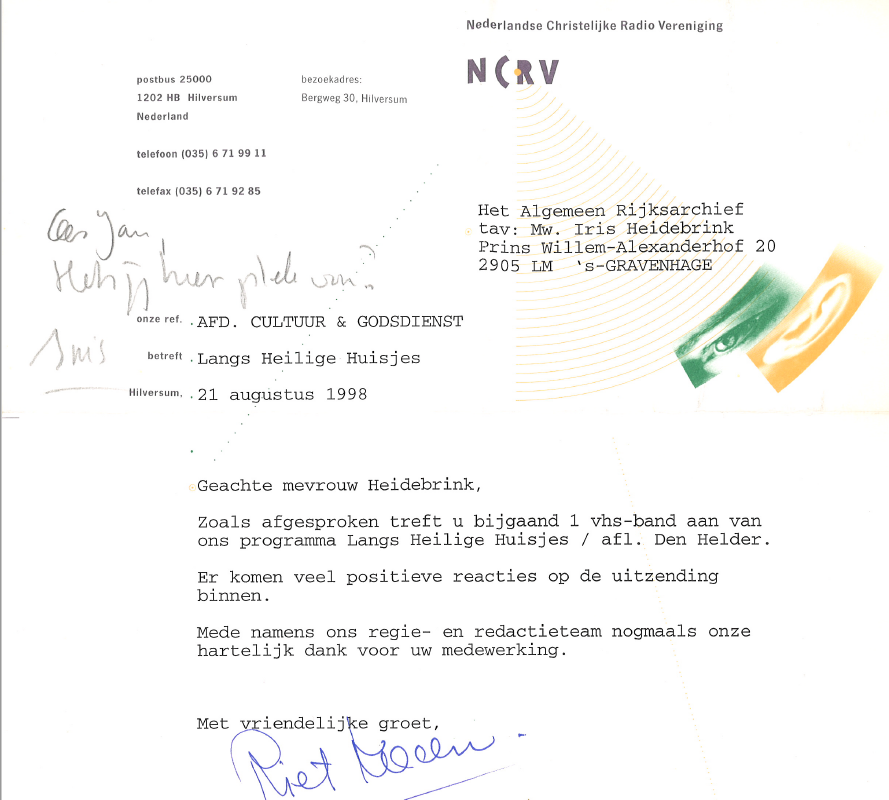 Nederlandse Christelijke Radio Vereniging
NCRV
postbus 25000
1202 HB Hilversum
Nederland
bezoekadres:
Bergweg 30, Hilversum
telefoon (035) 6 71 99 11
telefax (035) 6 71 92 85
Het Algemeen Rijksarchief
tav: Mw. Iris Heidebrink
Prins Willem-Alexanderhof 20
2905 LM 's-GRAVENHAGE
Jan,
Heb jij hier plek voor?
Iris
onze ref. . AFD. CULTUUR & GODSDIENST
betreft . Langs Heilige Huisjes
Hilversum, . 21 augustus 1998
Geachte mevrouw Heidebrink,
Zoals afgesproken treft u bijgaand 1 vhs-band aan van
ons programma Langs Heilige Huisjes / afl. Den Helder.
Er komen veel positieve reacties op de uitzending
binnen.
Mede namens ons regie- en redactieteam nogmaals onze
hartelijk dank voor uw medewerking.
Met vriendelijke groet,
Riet